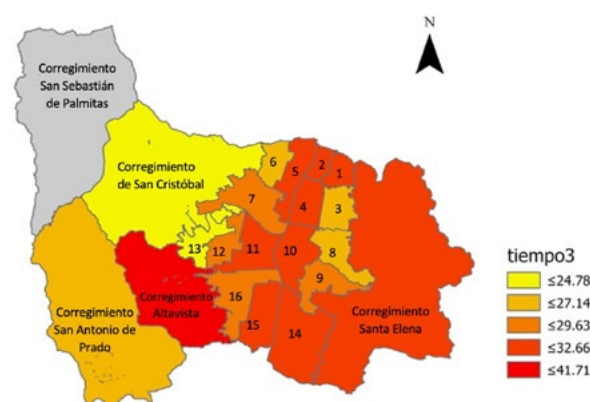 N
Corregimiento
San Sebastián
de Palmitas
Corregimiento
de San Cristóbal
6
5
2
1
7
4
3
13
12
11
10
8
9
Corregimiento
Altavista
16
15
14
Corregimiento
San Antonio de
Prado
Corregimiento
Santa Elena
tiempo3
≤24.78
≤27.14
≤29.63
≤32.66
≤41.71